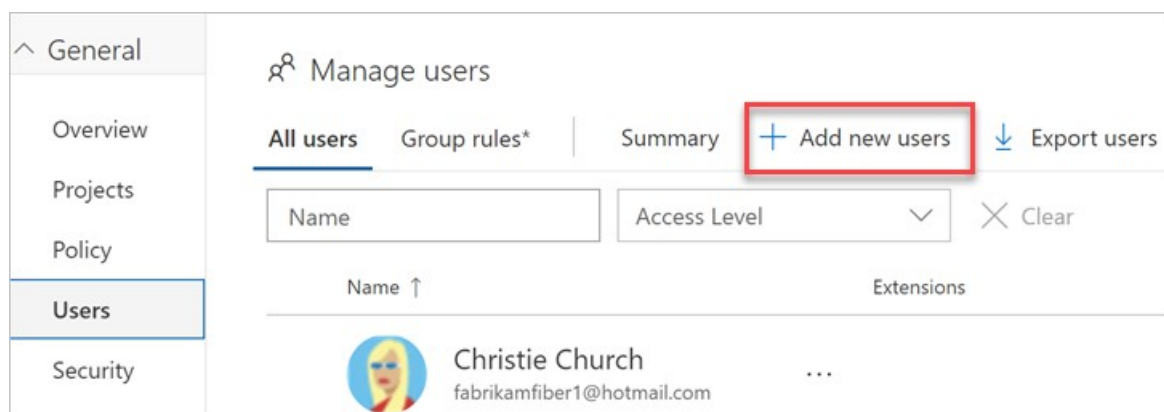 General
Overview
Projects
Policy
Users
Security
Manage users
All users Group rules* Summary + Add new users Export users
Name Access Level Clear
Name ↑ Extensions
Christie Church ...
fabrikamfiber1@hotmail.com